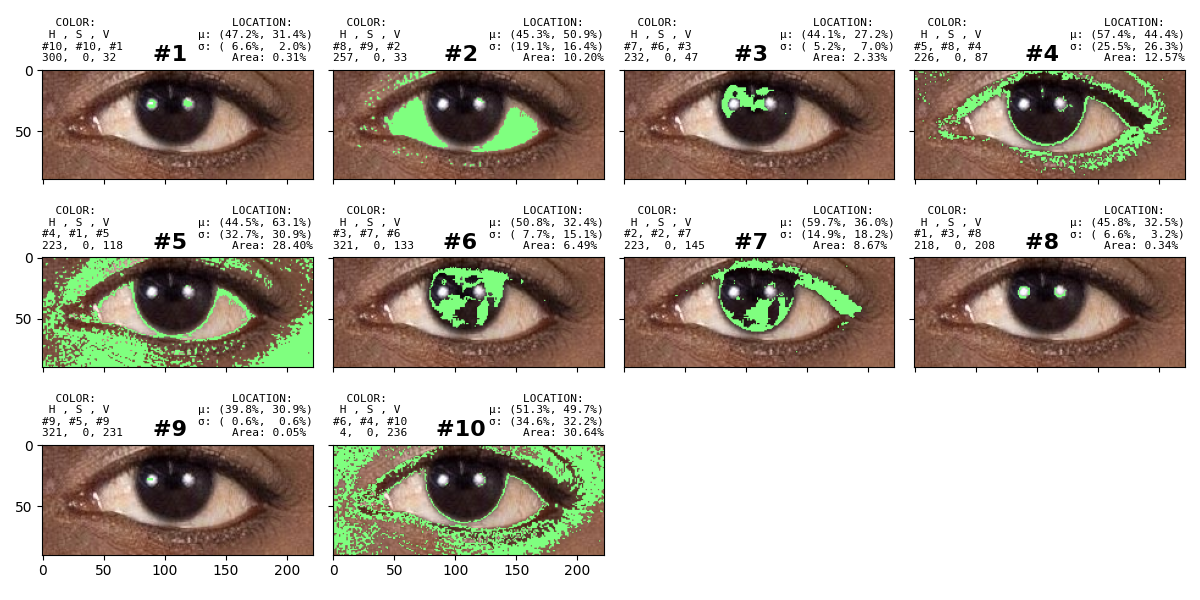 COLOR: LOCATION:
H , S , V μ: (47.2%, 31.4%)
#10, #10, #1 #1 σ: ( 6.6%, 2.0%)
300, 0, 32 Area: 0.31%
COLOR: LOCATION:
H , S , V μ: (45.3%, 50.9%)
#8, #9, #2 #2 σ: (19.1%, 16.4%)
257, 0, 33 Area: 10.20%
COLOR: LOCATION:
H , S , V μ: (44.1%, 27.2%)
#7, #6, #3 #3 σ: ( 5.2%, 7.0%)
232, 0, 47 Area: 2.33%
COLOR: LOCATION:
H , S , V μ: (57.4%, 44.4%)
#5, #8, #4 #4 σ: (25.5%, 26.3%)
226, 0, 87 Area: 12.57%
0
50
COLOR: LOCATION:
H , S , V μ: (44.5%, 63.1%)
#4, #1, #5 #5 σ: (32.7%, 30.9%)
223, 0, 118 Area: 28.40%
COLOR: LOCATION:
H , S , V μ: (50.8%, 32.4%)
#3, #7, #6 #6 σ: ( 7.7%, 15.1%)
321, 0, 133 Area: 6.49%
COLOR: LOCATION:
H , S , V μ: (59.7%, 36.0%)
#2, #2, #7 #7 σ: (14.9%, 18.2%)
223, 0, 145 Area: 8.67%
COLOR: LOCATION:
H , S , V μ: (45.8%, 32.5%)
#1, #3, #8 #8 σ: ( 6.6%, 3.2%)
218, 0, 208 Area: 0.34%
0
50
COLOR: LOCATION:
H , S , V μ: (39.8%, 30.9%)
#9, #5, #9 #9 σ: ( 0.6%, 0.6%)
321, 0, 231 Area: 0.05%
COLOR: LOCATION:
H , S , V μ: (51.3%, 49.7%)
#6, #4, #10 #10 σ: (34.6%, 32.2%)
4, 0, 236 Area: 30.64%
0
50
0 50 100 150 200
0 50 100 150 200